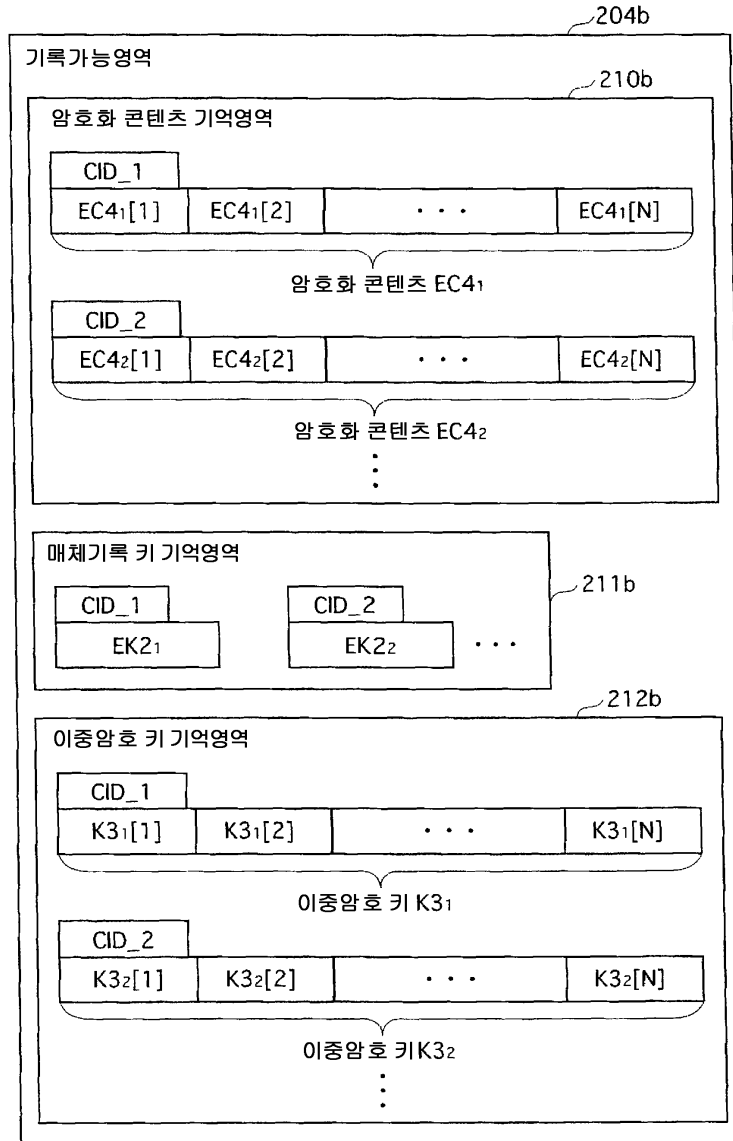 204b
기록가능영역
210b
암호화 콘텐츠 기억영역
CID_1
EC4₁[1] EC4₁[2] · · · EC4₁[N]
암호화 콘텐츠 EC4₁
CID_2
EC4₂[1] EC4₂[2] · · · EC4₂[N]
암호화 콘텐츠 EC4₂
매체기록 키 기억영역
211b
CID_1 CID_2
EK2₁ EK2₂ · · ·
212b
이중암호 키 기억영역
CID_1
K3₁[1] K3₁[2] · · · K3₁[N]
이중암호 키 K3₁
CID_2
K3₂[1] K3₂[2] · · · K3₂[N]
이중암호 키 K3₂